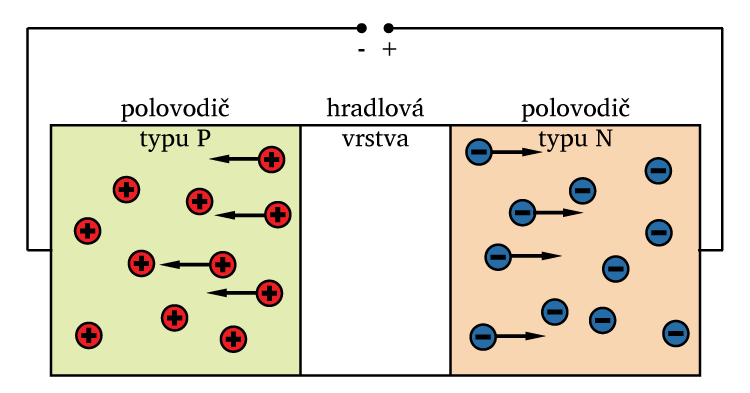 - +
polovodič
typu P
hradlová
vrstva
polovodič
typu N